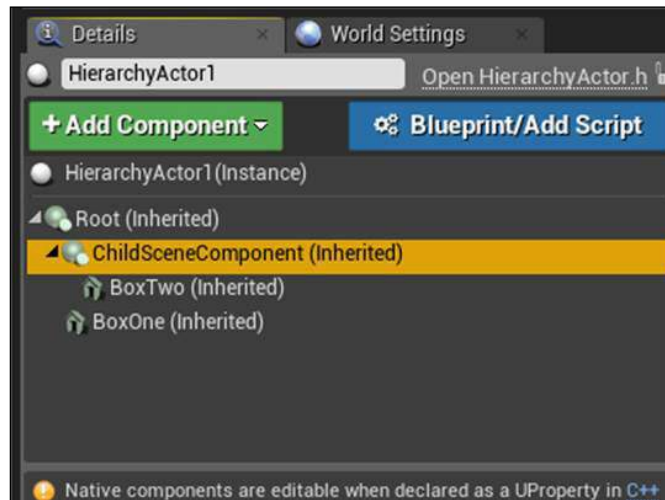 Details
World Settings
HierarchyActor1
Open HierarchyActor.h
+ Add Component
Blueprint/Add Script
HierarchyActor1(Instance)
Root (Inherited)
ChildSceneComponent (Inherited)
BoxTwo (Inherited)
BoxOne (Inherited)
Native components are editable when declared as a UProperty in C++